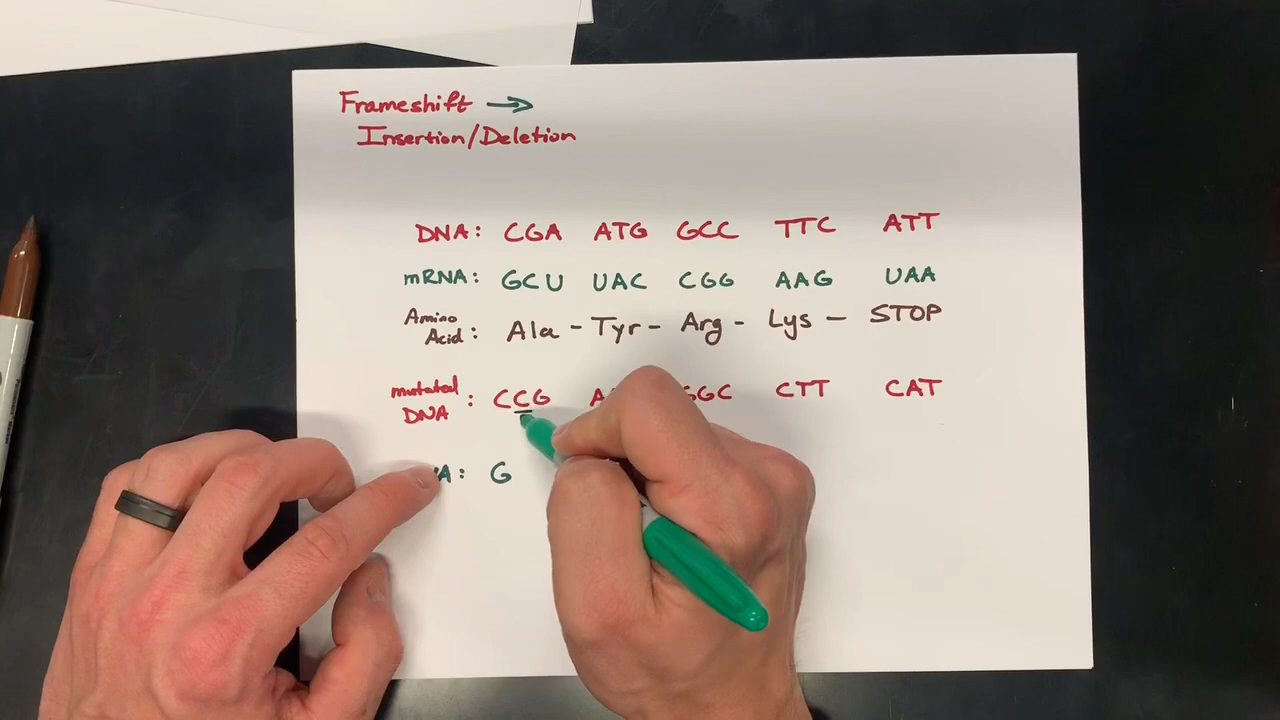 Frameshift →
Insertion/Deletion
DNA: CGA ATG GCC TTC ATT
mRNA: GCU UAC CGG AAG UAA
Amino Acid: Ala - Tyr - Arg - Lys - STOP
mutated DNA: CCG GGC CTT CAT
A: G